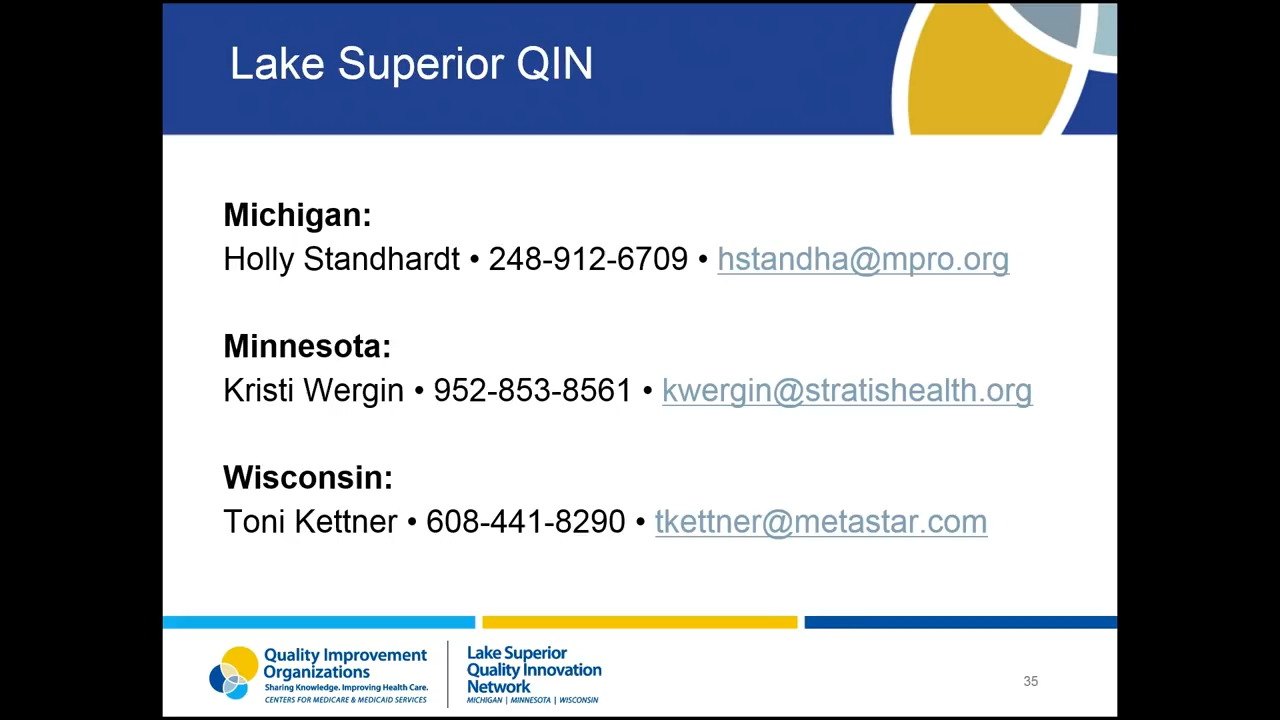 Lake Superior QIN
Michigan:
Holly Standhardt • 248-912-6709 • hstandha@mpro.org
Minnesota:
Kristi Wergin • 952-853-8561 • kwergin@stratishealth.org
Wisconsin:
Toni Kettner • 608-441-8290 • tkettner@metastar.com
Quality Improvement
Organizations
Sharing Knowledge. Improving Health Care.
CENTERS FOR MEDICARE & MEDICAID SERVICES
Lake Superior
Quality Innovation
Network
MICHIGAN | MINNESOTA | WISCONSIN
35